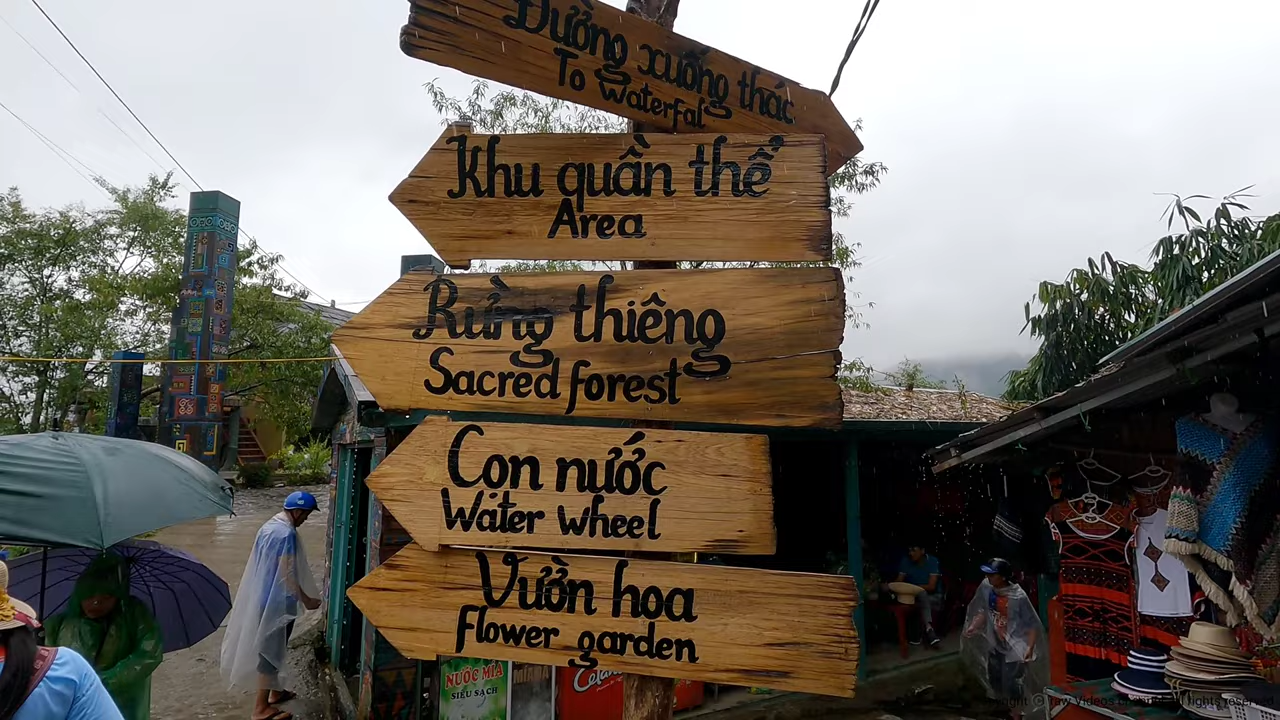 Đường xuống thác
To waterfal
Khu quần thể
Area
Rừng thiêng
Sacred forest
Con nước
Water wheel
Vườn hoa
Flower garden
NƯỚC MÍA
SIÊU SẠCH